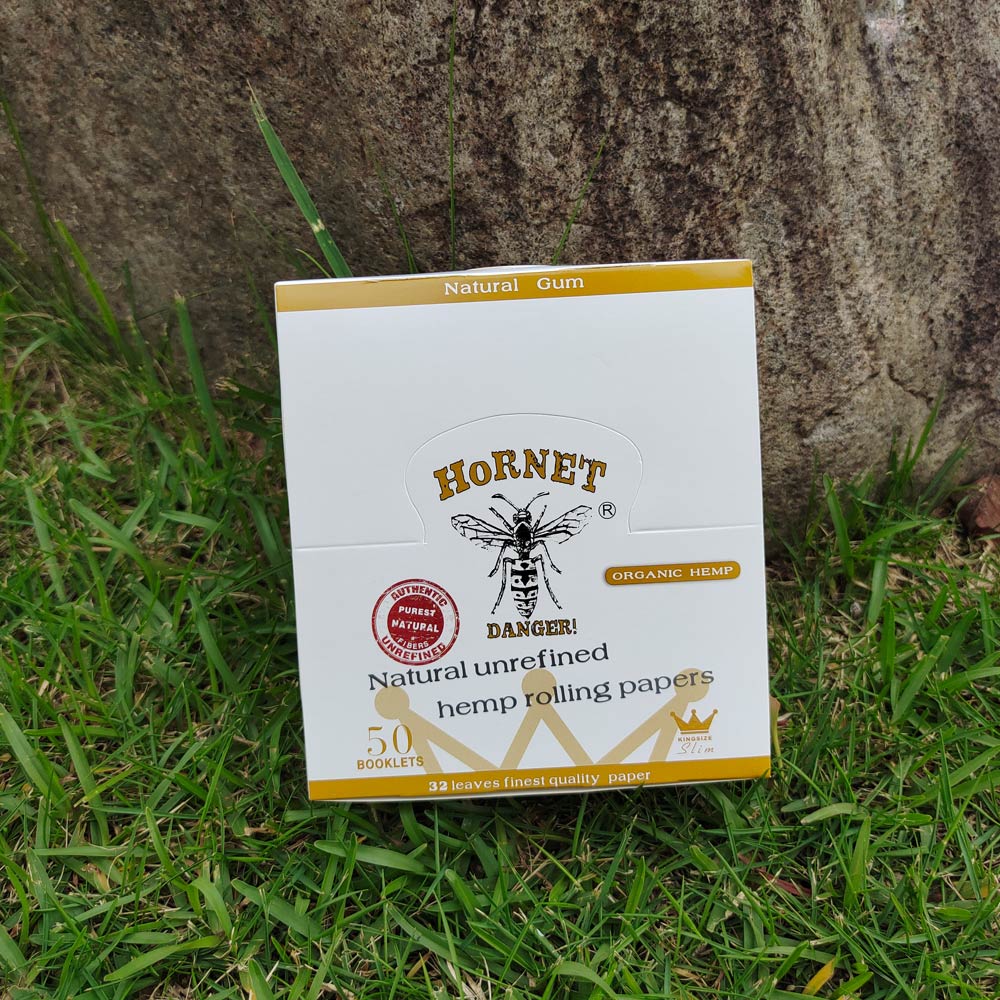 Natural Gum
HORNET
®
ORGANIC HEMP
AUTHENTIC
PUREST
NATURAL
FIBERS
UNREFINED
DANGER!
Natural unrefined
hemp rolling papers
50
BOOKLETS
KINGSIZE
Slim
32 leaves finest quality paper